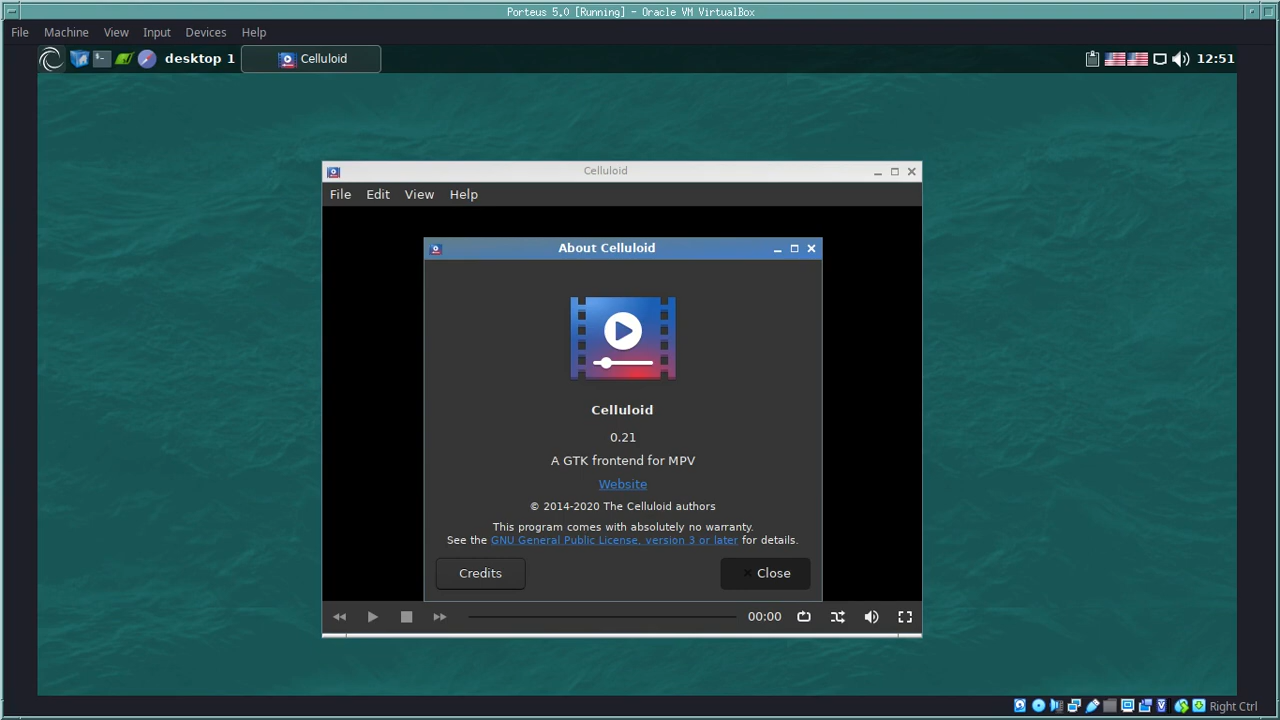 Porteus 5.0 [Running] - Oracle VM VirtualBox
File Machine View Input Devices Help
desktop 1 Celluloid 12:51
Celluloid
File Edit View Help
About Celluloid
Celluloid
0.21
A GTK frontend for MPV
Website
© 2014-2020 The Celluloid authors
This program comes with absolutely no warranty.
See the GNU General Public License, version 3 or later for details.
Credits Close
00:00
Right Ctrl